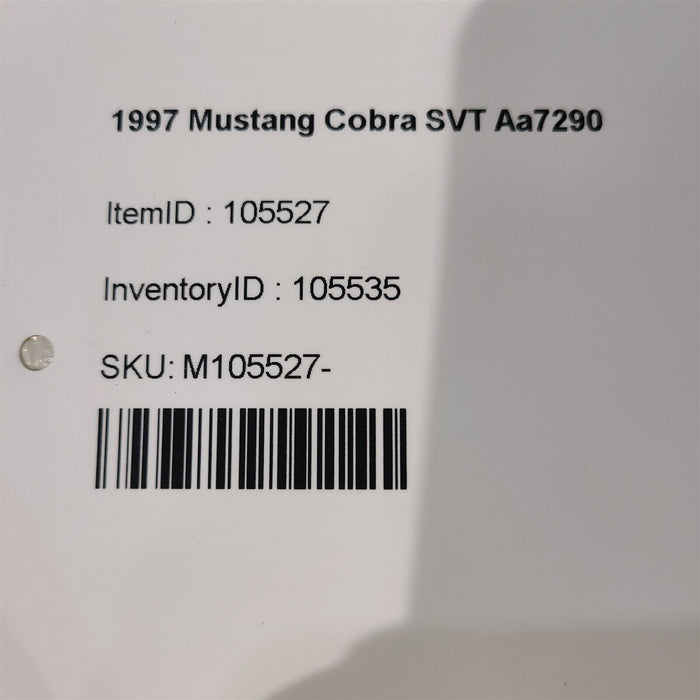 1997 Mustang Cobra SVT Aa7290
ItemID : 105527
InventoryID : 105535
SKU: M105527-